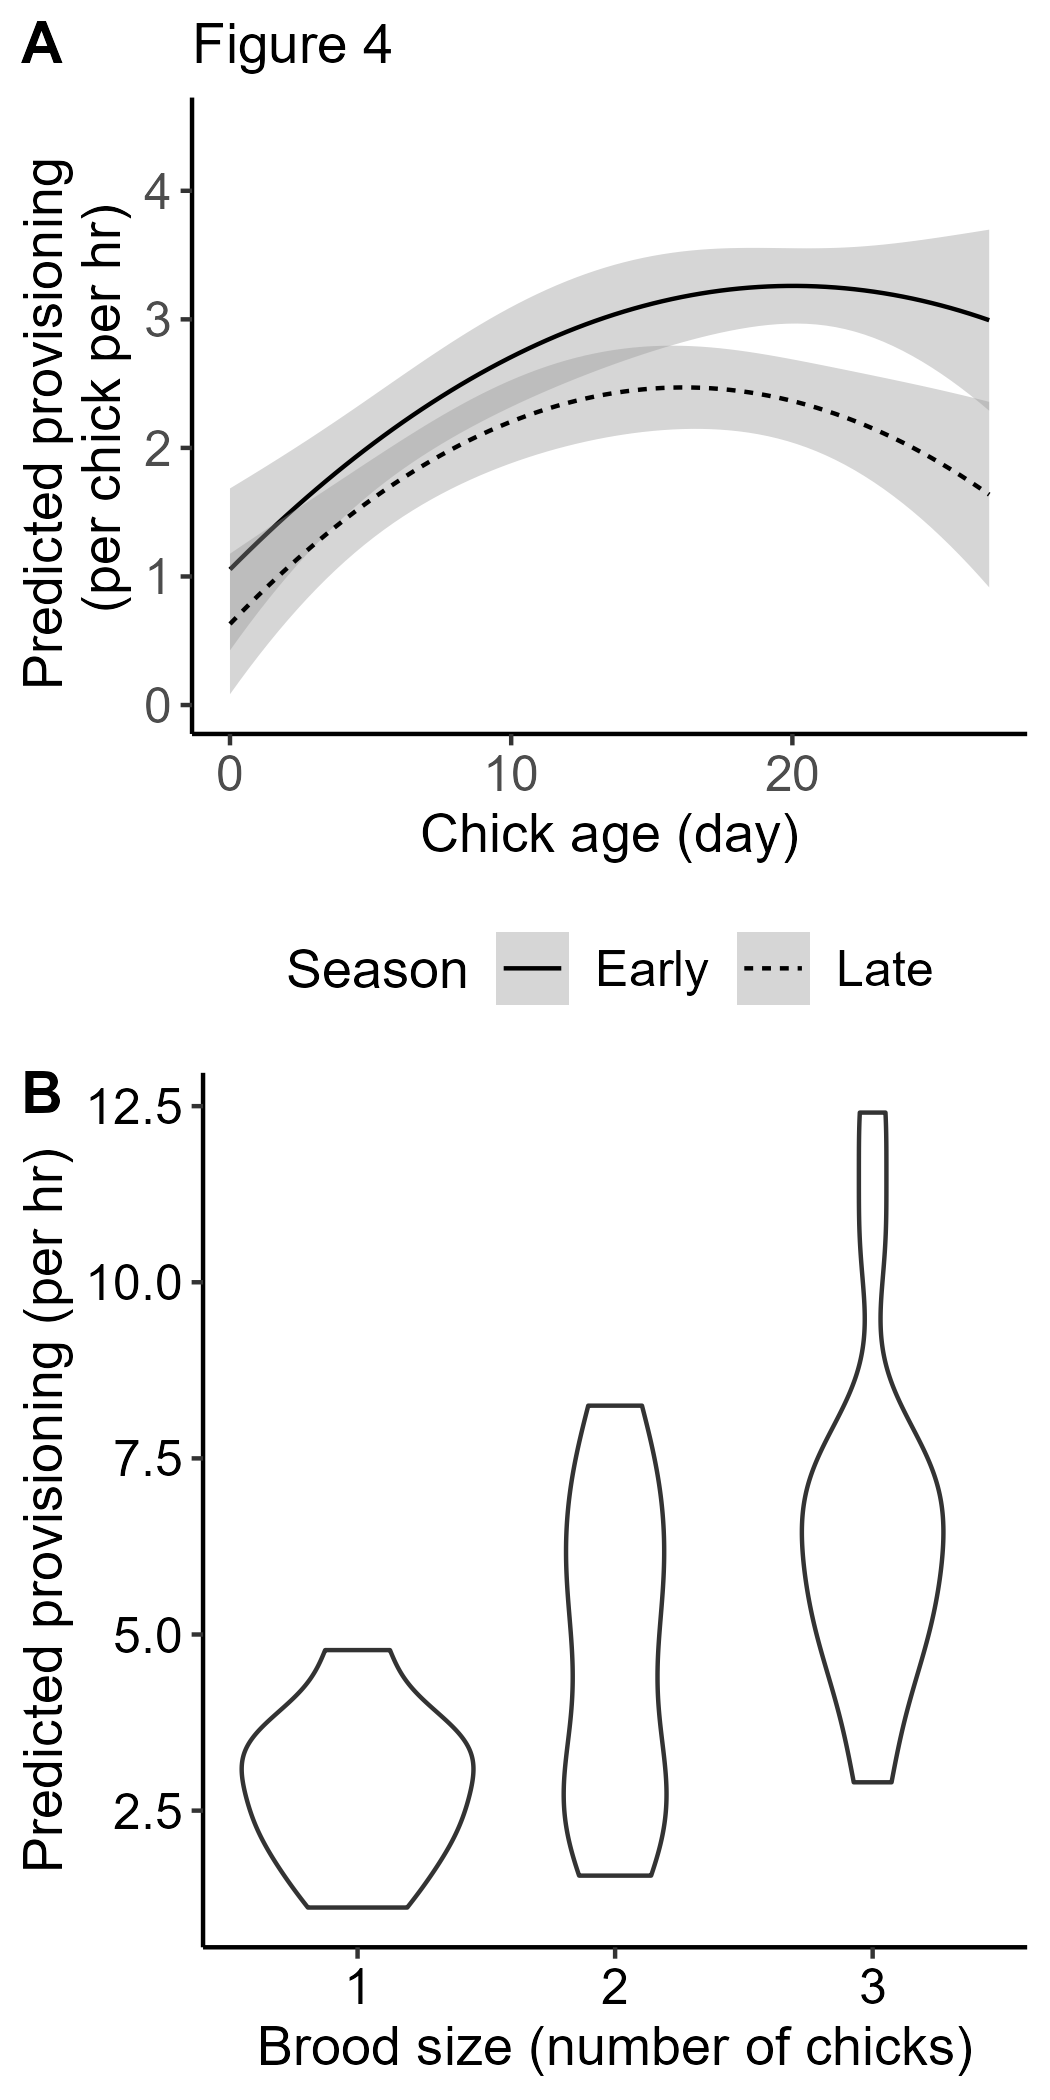 A
Figure 4
Predicted provisioning
(per chick per hr)
4
3
2
1
0
0 10 20
Chick age (day)
Season Early Late
B
Predicted provisioning (per hr)
12.5
10.0
7.5
5.0
2.5
1 2 3
Brood size (number of chicks)